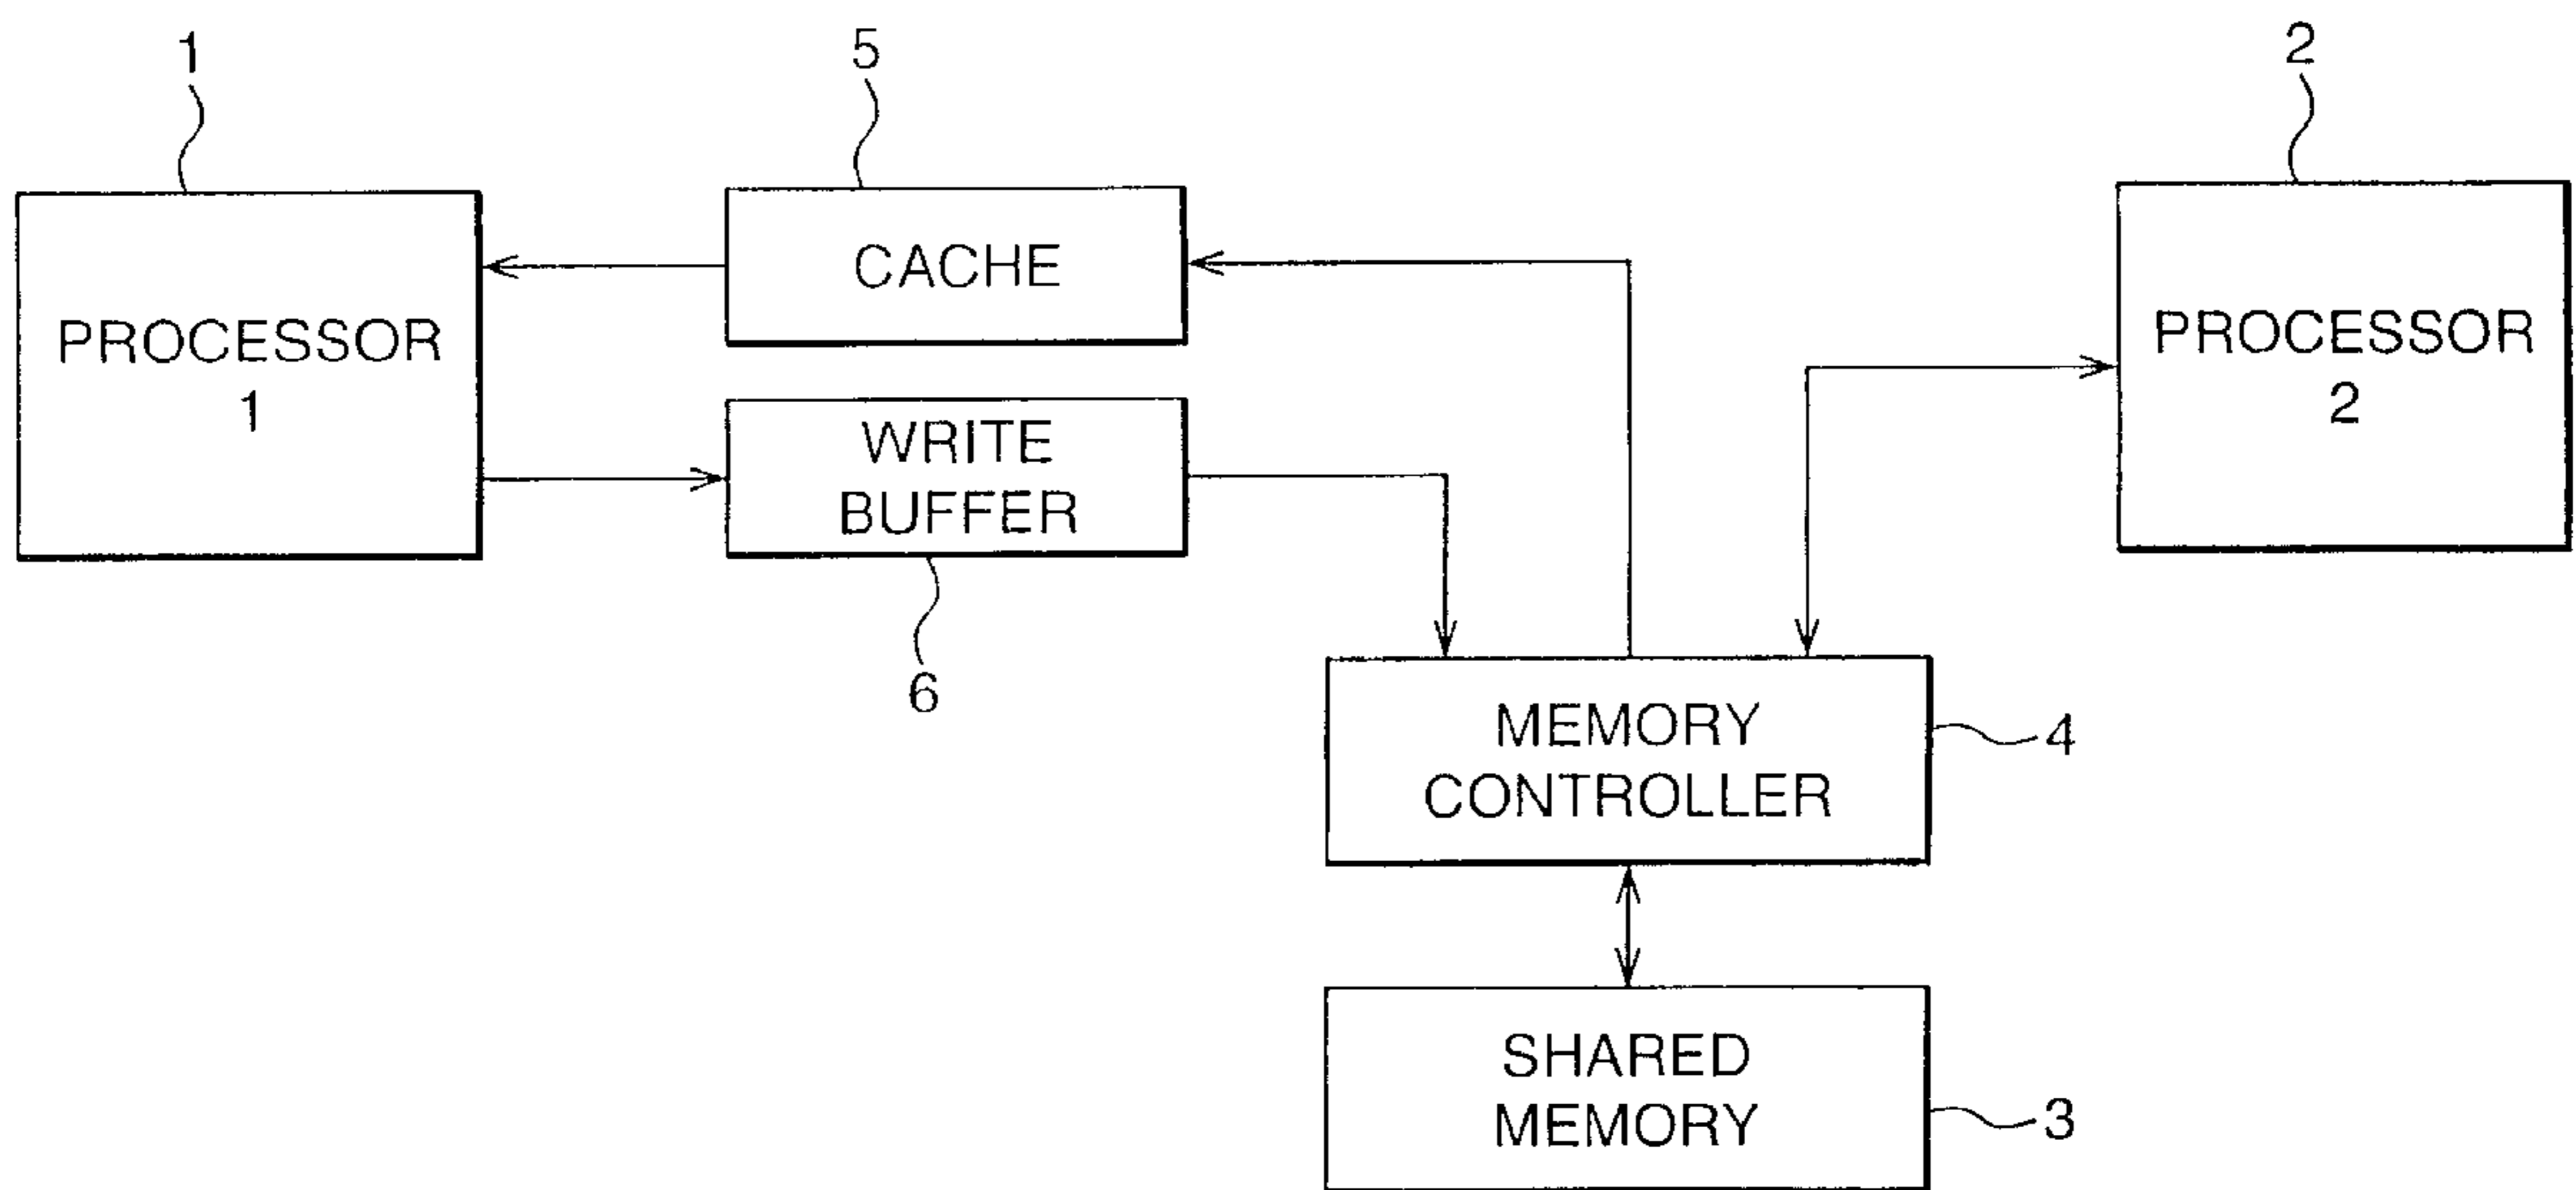 1
5
2
PROCESSOR
1
CACHE
PROCESSOR
2
WRITE
BUFFER
6
MEMORY
CONTROLLER
4
SHARED
MEMORY
3